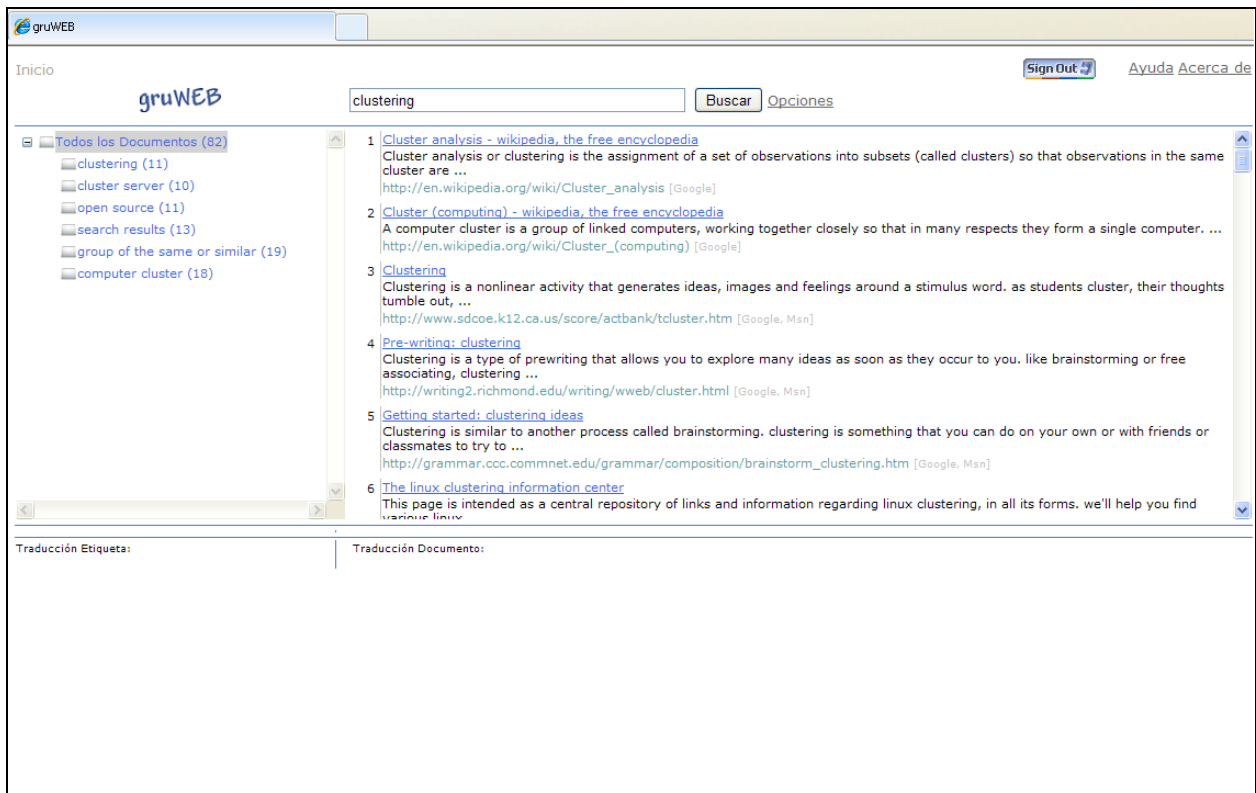 gruWEB
Inicio
Sign Out
Ayuda Acerca de
gruWEB
clustering
Buscar
Opciones
Todos los Documentos (82)
clustering (11)
cluster server (10)
open source (11)
search results (13)
group of the same or similar (19)
computer cluster (18)
1 Cluster analysis - wikipedia, the free encyclopedia
Cluster analysis or clustering is the assignment of a set of observations into subsets (called clusters) so that observations in the same
cluster are ...
http://en.wikipedia.org/wiki/Cluster_analysis [Google]
2 Cluster (computing) - wikipedia, the free encyclopedia
A computer cluster is a group of linked computers, working together closely so that in many respects they form a single computer. ...
http://en.wikipedia.org/wiki/Cluster_(computing) [Google]
3 Clustering
Clustering is a nonlinear activity that generates ideas, images and feelings around a stimulus word. as students cluster, their thoughts
tumble out, ...
http://www.sdcoe.k12.ca.us/score/actbank/tcluster.htm [Google, Msn]
4 Pre-writing: clustering
Clustering is a type of prewriting that allows you to explore many ideas as soon as they occur to you. like brainstorming or free
associating, clustering ...
http://writing2.richmond.edu/writing/wweb/cluster.html [Google, Msn]
5 Getting started: clustering ideas
Clustering is similar to another process called brainstorming. clustering is something that you can do on your own or with friends or
classmates to try to ...
http://grammar.ccc.commnet.edu/grammar/composition/brainstorm_clustering.htm [Google, Msn]
6 The linux clustering information center
This page is intended as a central repository of links and information regarding linux clustering, in all its forms. we'll help you find
various linux
Traducción Etiqueta:
Traducción Documento: